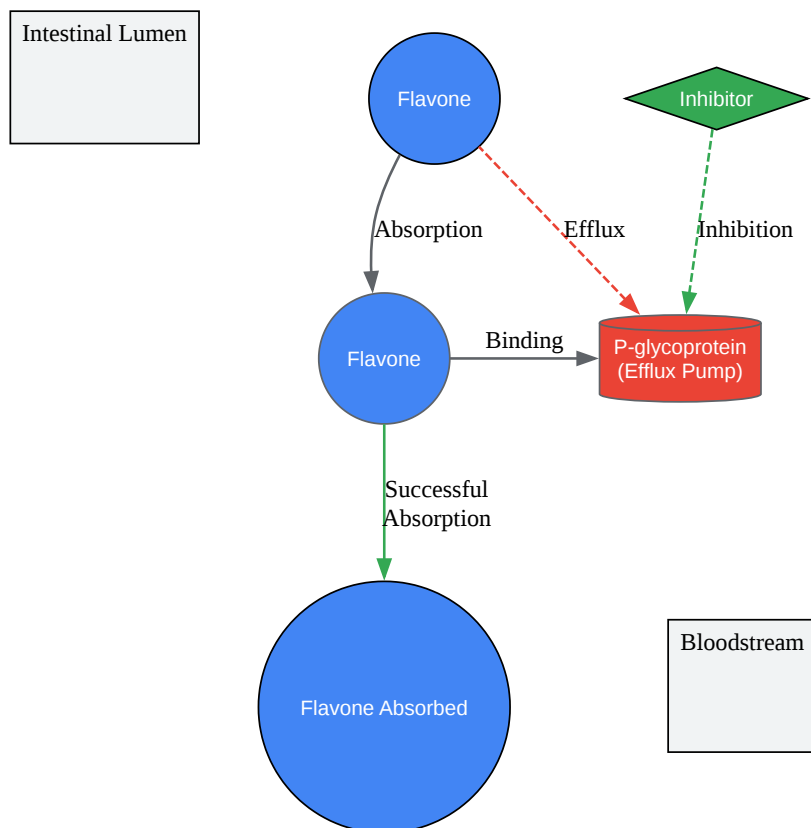 Intestinal Lumen
Flavone
Inhibitor
Absorption
Efflux
Inhibition
Flavone
Binding
P-glycoprotein
(Efflux Pump)
Successful
Absorption
Bloodstream
Flavone Absorbed